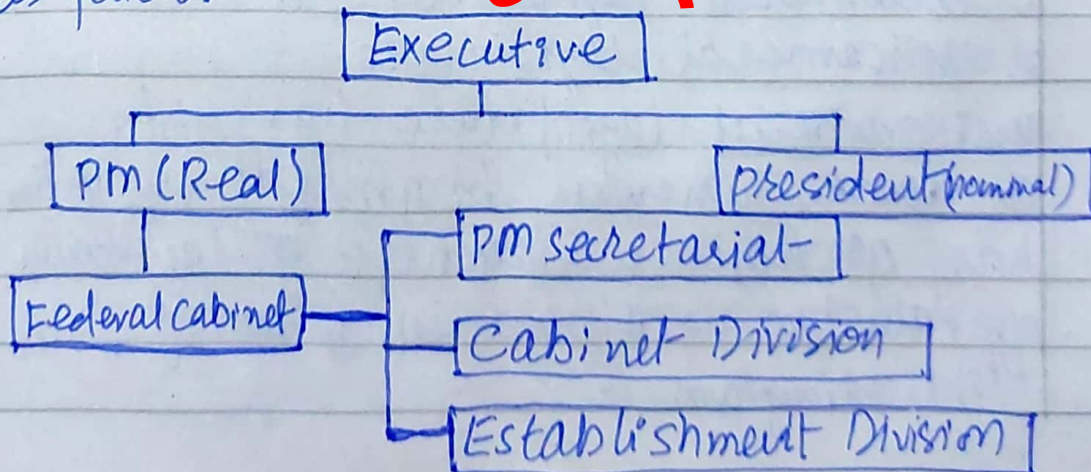 Executive
PM (Real)
President (nominal)
PM secretarial
Federal Cabinet
Cabinet Division
Establishment Division